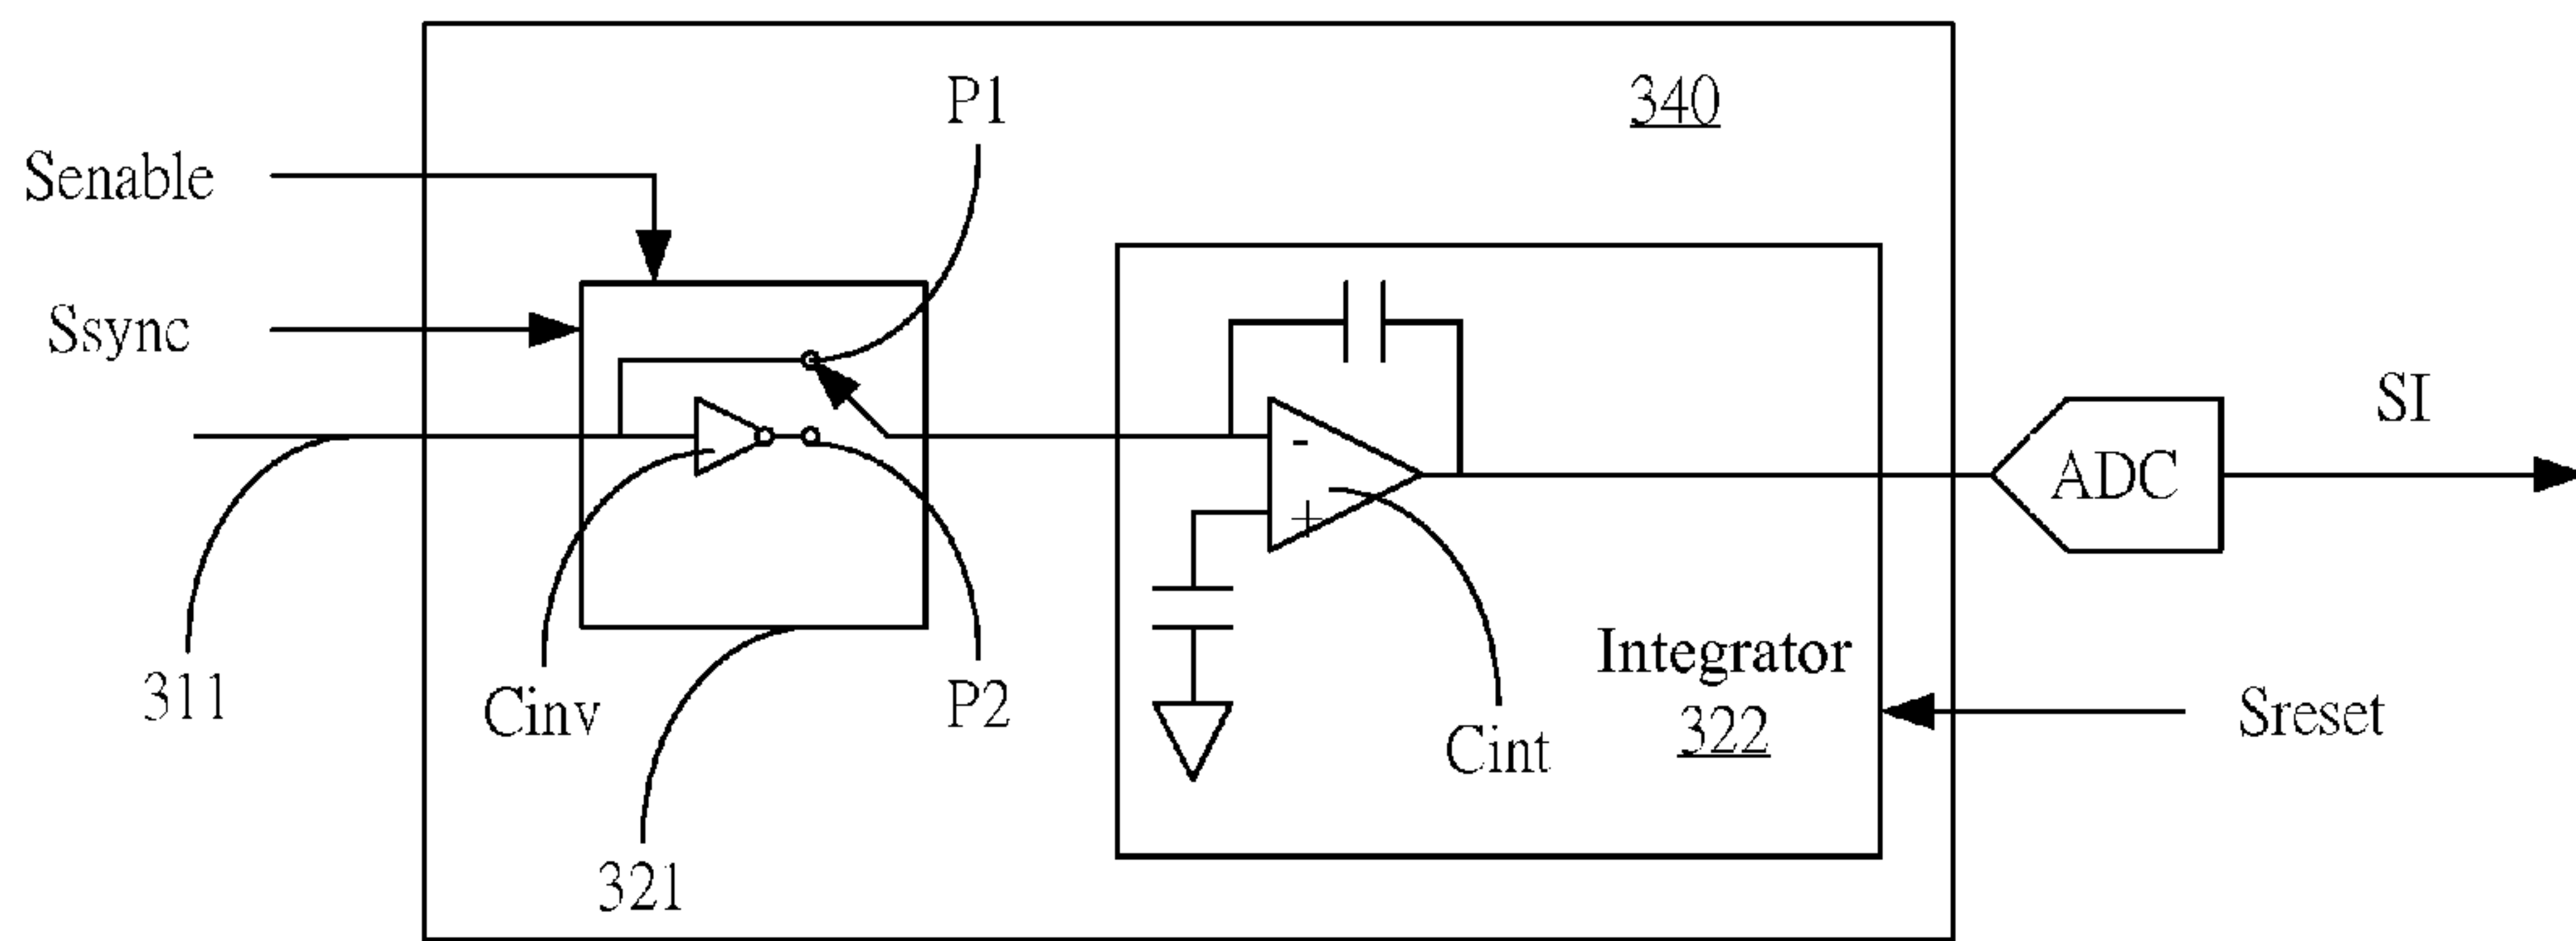 P1
340
Senable
Ssync
SI
ADC
-
+
311
Cinv
P2
Integrator
322
Cint
Sreset
321